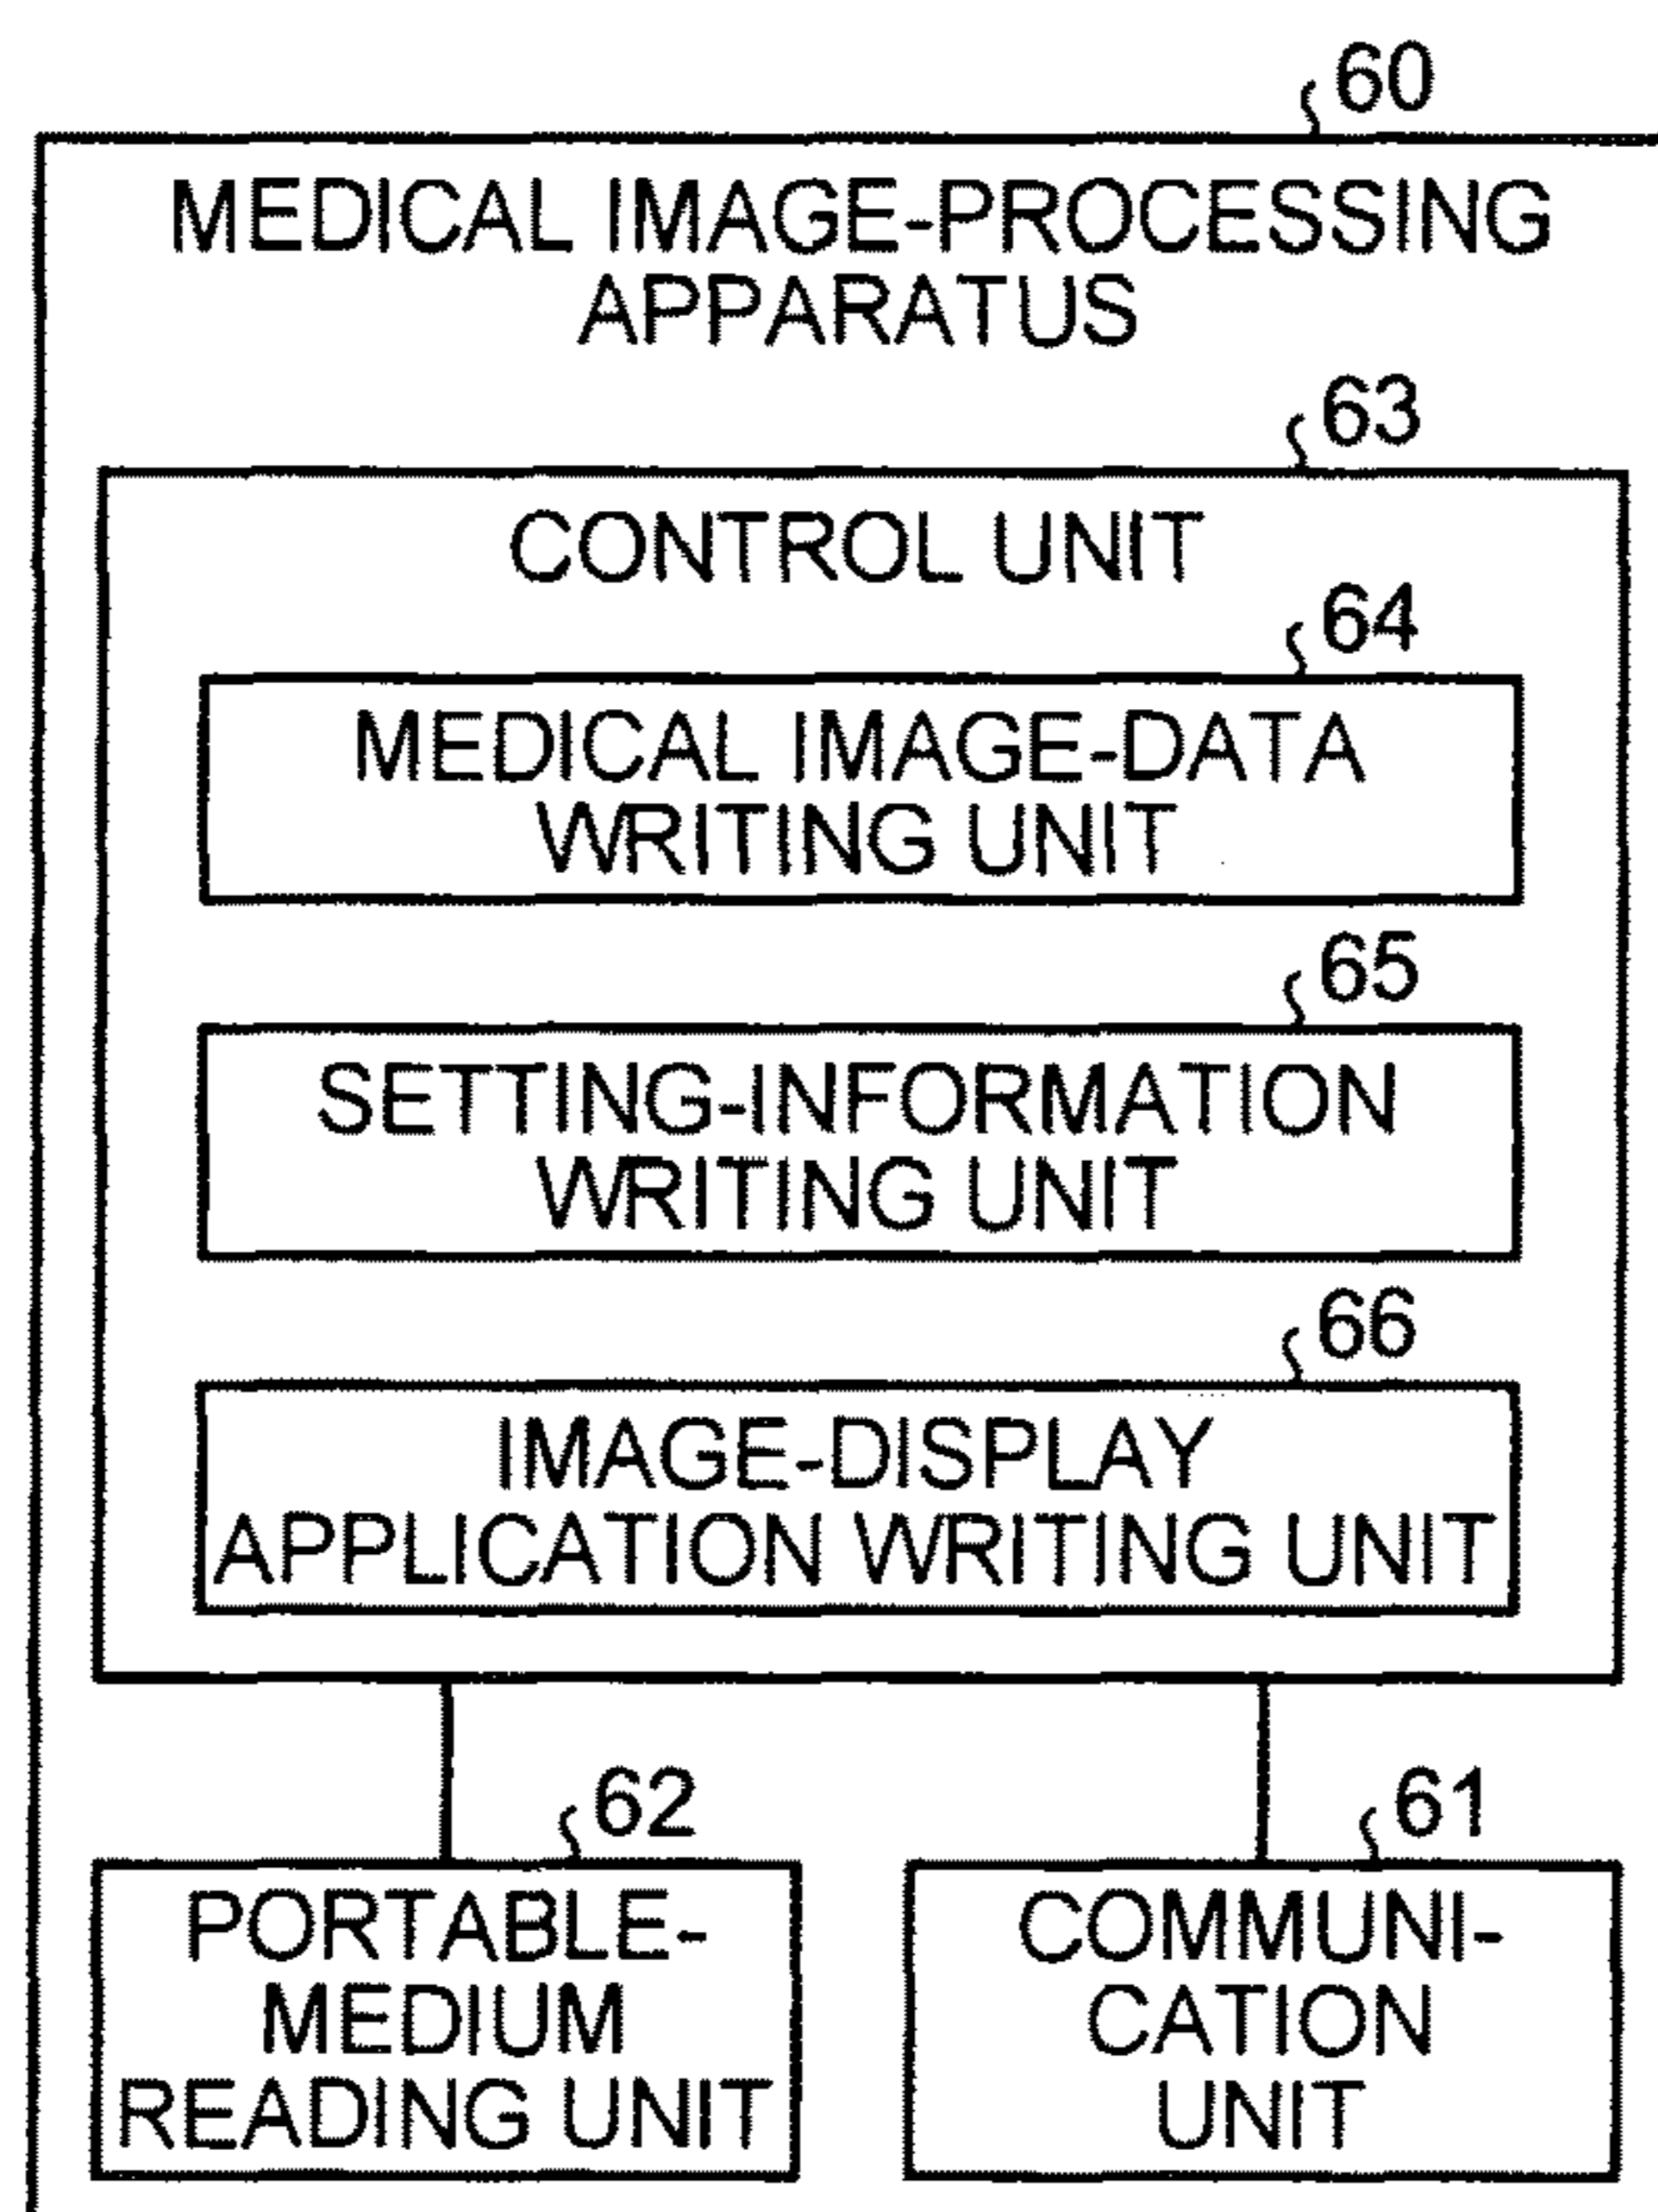 60
MEDICAL IMAGE-PROCESSING
APPARATUS
63
CONTROL UNIT
64
MEDICAL IMAGE-DATA
WRITING UNIT
65
SETTING-INFORMATION
WRITING UNIT
66
IMAGE-DISPLAY
APPLICATION WRITING UNIT
62
PORTABLE-
MEDIUM
READING UNIT
61
COMMUNI-
CATION
UNIT